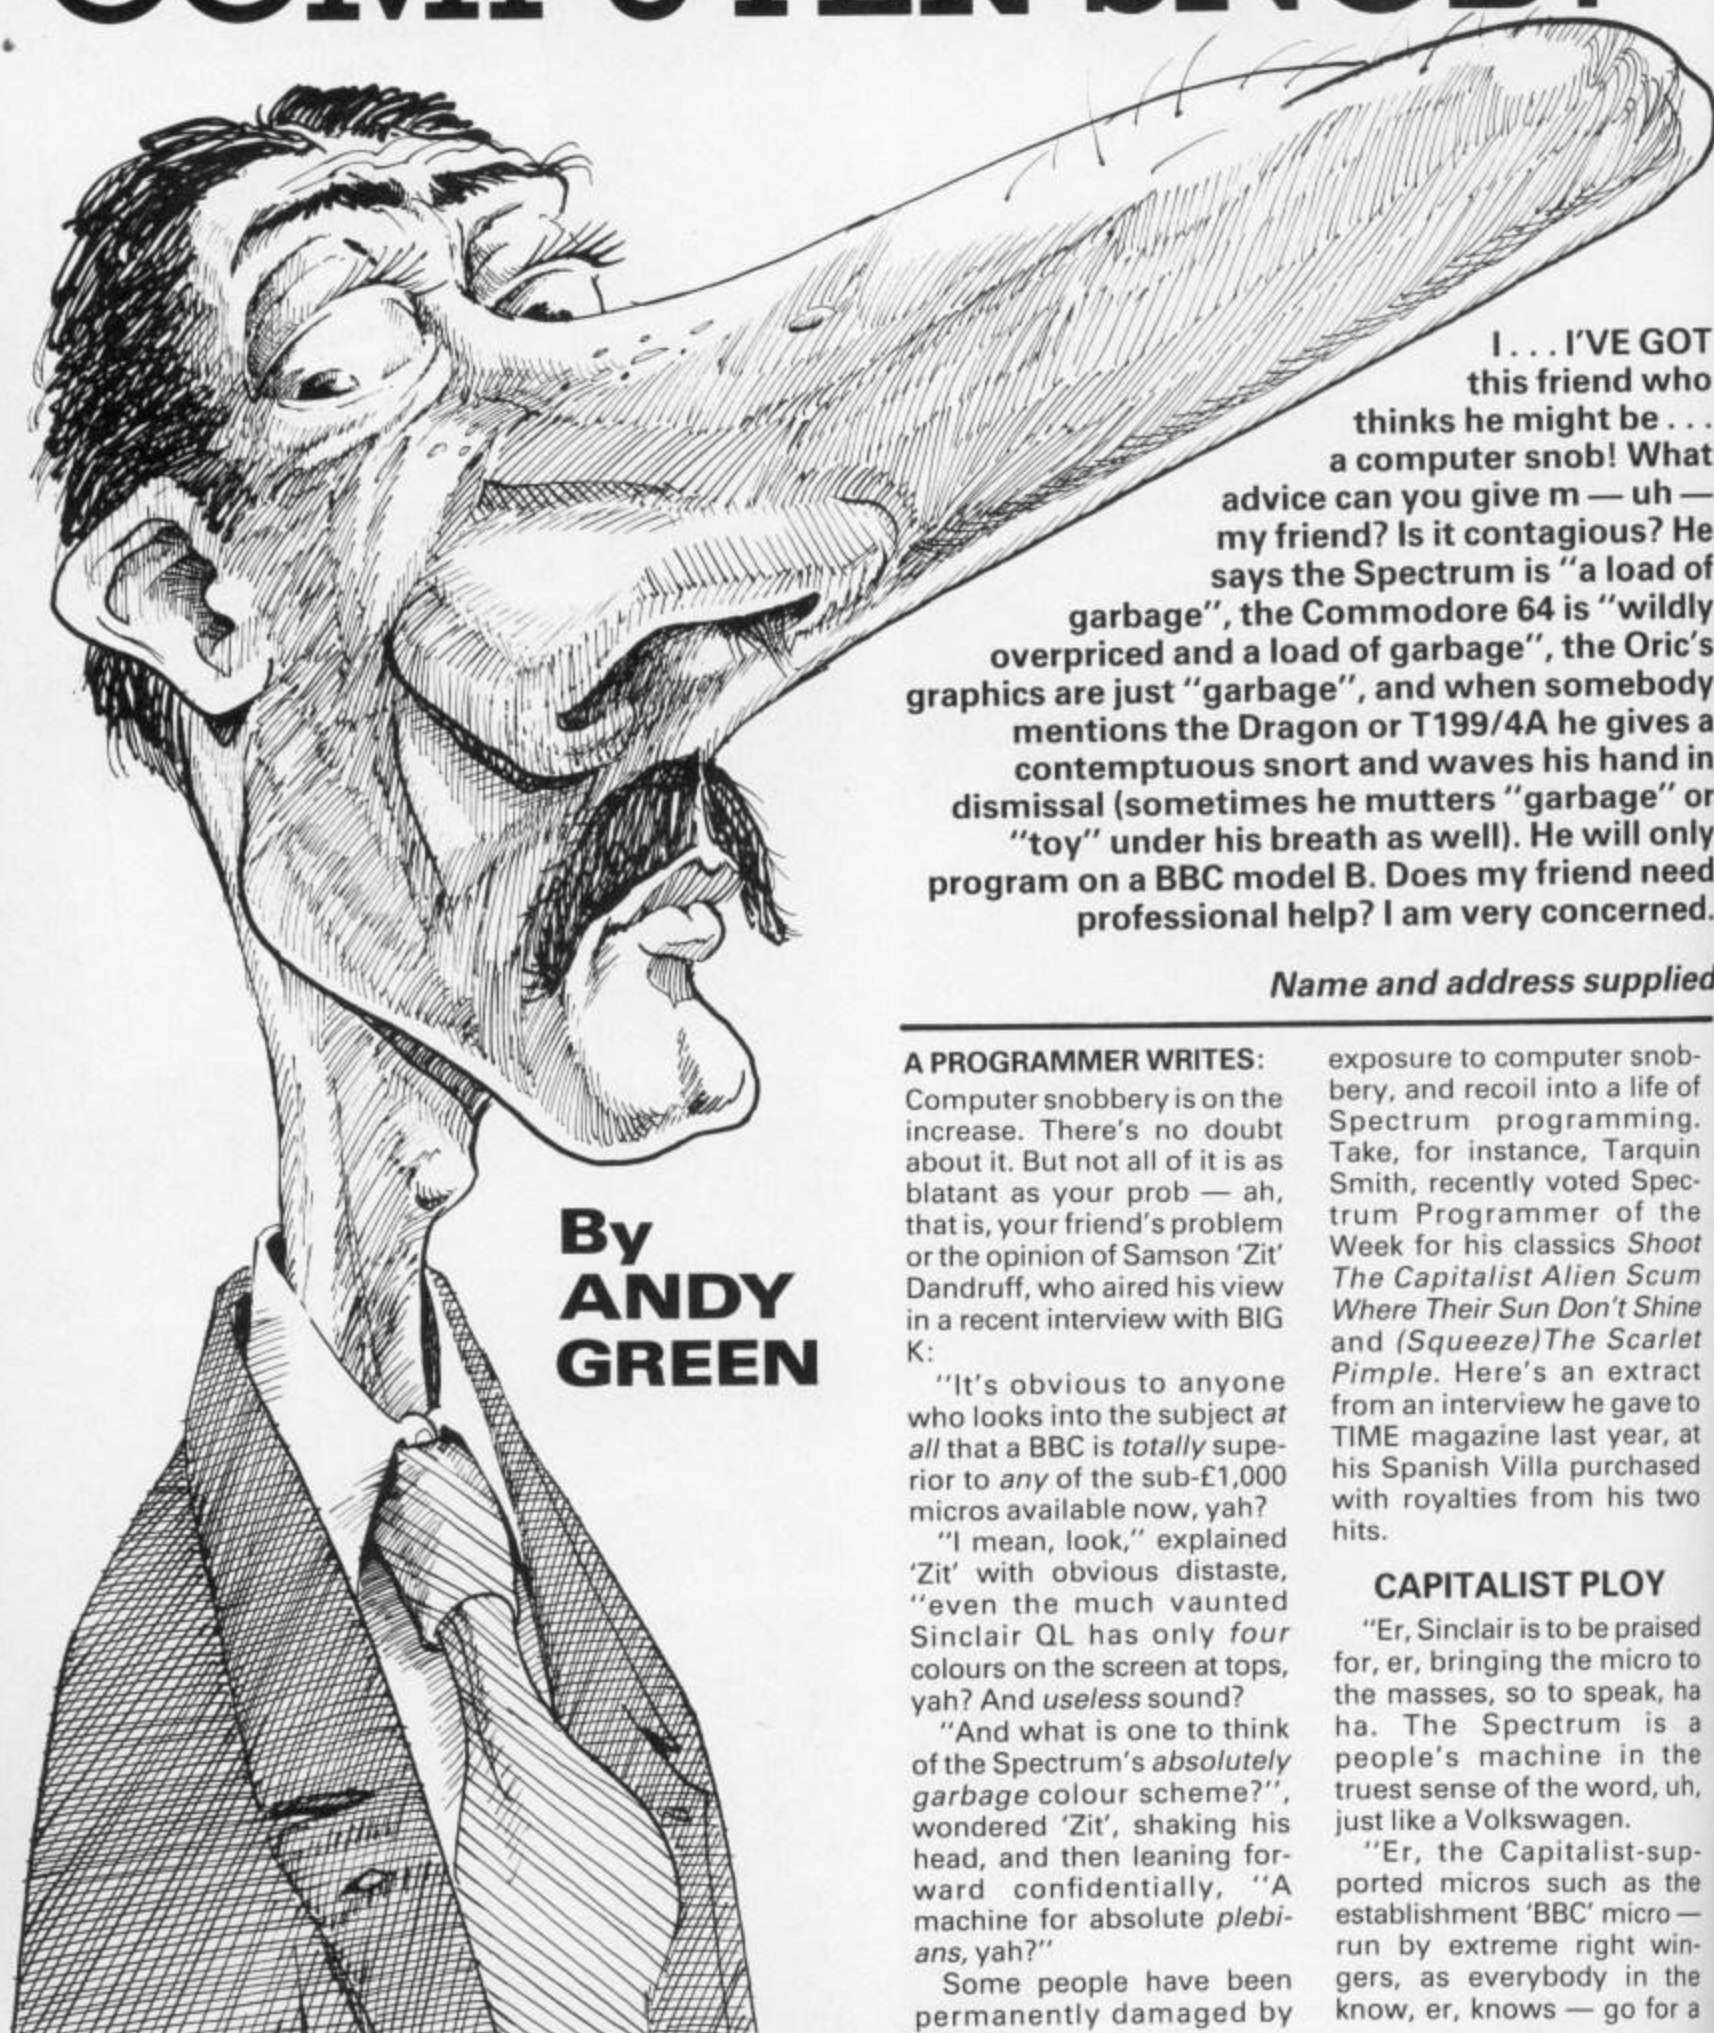 COMPUTER SNOB?
I . . . I'VE GOT
this friend who
thinks he might be . . .
a computer snob! What
advice can you give m — uh —
my friend? Is it contagious? He
says the Spectrum is "a load of
garbage", the Commodore 64 is "wildly
overpriced and a load of garbage", the Oric's
graphics are just "garbage", and when somebody
mentions the Dragon or T199/4A he gives a
contemptuous snort and waves his hand in
dismissal (sometimes he mutters "garbage" or
"toy" under his breath as well). He will only
program on a BBC model B. Does my friend need
professional help? I am very concerned.
Name and address supplied
By
ANDY
GREEN
A PROGRAMMER WRITES:
Computer snobbery is on the
increase. There's no doubt
about it. But not all of it is as
blatant as your prob — ah,
that is, your friend's problem
or the opinion of Samson 'Zit'
Dandruff, who aired his view
in a recent interview with BIG
K:
"It's obvious to anyone
who looks into the subject at
all that a BBC is totally supe-
rior to any of the sub-£1,000
micros available now, yah?
"I mean, look," explained
'Zit' with obvious distaste,
"even the much vaunted
Sinclair QL has only four
colours on the screen at tops,
yah? And useless sound?
"And what is one to think
of the Spectrum's absolutely
garbage colour scheme?",
wondered 'Zit', shaking his
head, and then leaning for-
ward confidentially, "A
machine for absolute plebi-
ans, yah?"
Some people have been
permanently damaged by
exposure to computer snob-
bery, and recoil into a life of
Spectrum programming.
Take, for instance, Tarquin
Smith, recently voted Spec-
trum Programmer of the
Week for his classics Shoot
The Capitalist Alien Scum
Where Their Sun Don't Shine
and (Squeeze)The Scarlet
Pimple. Here's an extract
from an interview he gave to
TIME magazine last year, at
his Spanish Villa purchased
with royalties from his two
hits.
CAPITALIST PLOY
"Er, Sinclair is to be praised
for, er, bringing the micro to
the masses, so to speak, ha
ha. The Spectrum is a
people's machine in the
truest sense of the word, uh,
just like a Volkswagen.
"Er, the Capitalist-sup-
ported micros such as the
establishment 'BBC' micro —
run by extreme right win-
gers, as everybody in the
know, er, knows — go for a